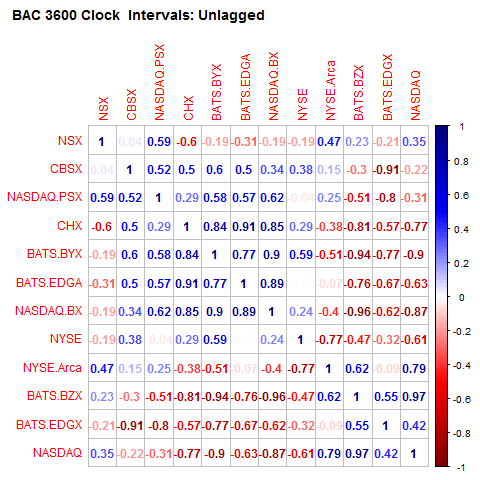 BAC 3600 Clock Intervals: Unlagged
NSX CBSX NASDAQ.PSX CHX BATS.BYX BATS.EDGA NASDAQ.BX NYSE NYSE.Arca BATS.BZX BATS.EDGX NASDAQ
NSX 1 0.04 0.59 -0.6 -0.19 -0.31 -0.19 -0.19 0.47 0.23 -0.21 0.35 1
CBSX 0.04 1 0.52 0.5 0.6 0.5 0.34 0.38 0.15 -0.3 -0.91 -0.22 0.8
NASDAQ.PSX 0.59 0.52 1 0.29 0.58 0.57 0.62 -0.04 0.25 -0.51 -0.8 -0.31 0.6
CHX -0.6 0.5 0.29 1 0.84 0.91 0.85 0.29 -0.38 -0.81 -0.57 -0.77 0.4
BATS.BYX -0.19 0.6 0.58 0.84 1 0.77 0.9 0.59 -0.51 -0.94 -0.77 -0.9 0.2
BATS.EDGA -0.31 0.5 0.57 0.91 0.77 1 0.89 -0.07 -0.76 -0.67 -0.63 0
NASDAQ.BX -0.19 0.34 0.62 0.85 0.9 0.89 1 0.24 -0.4 -0.96 -0.62 -0.87 -0.2
NYSE -0.19 0.38 -0.04 0.29 0.59 0.24 1 -0.77 -0.47 -0.32 -0.61 -0.4
NYSE.Arca 0.47 0.15 0.25 -0.38 -0.51 -0.07 -0.4 -0.77 1 0.62 -0.09 0.79 -0.6
BATS.BZX 0.23 -0.3 -0.51 -0.81 -0.94 -0.76 -0.96 -0.47 0.62 1 0.55 0.97
BATS.EDGX -0.21 -0.91 -0.8 -0.57 -0.77 -0.67 -0.62 -0.32 -0.09 0.55 1 0.42 -0.8
NASDAQ 0.35 -0.22 -0.31 -0.77 -0.9 -0.63 -0.87 -0.61 0.79 0.97 0.42 1 -1